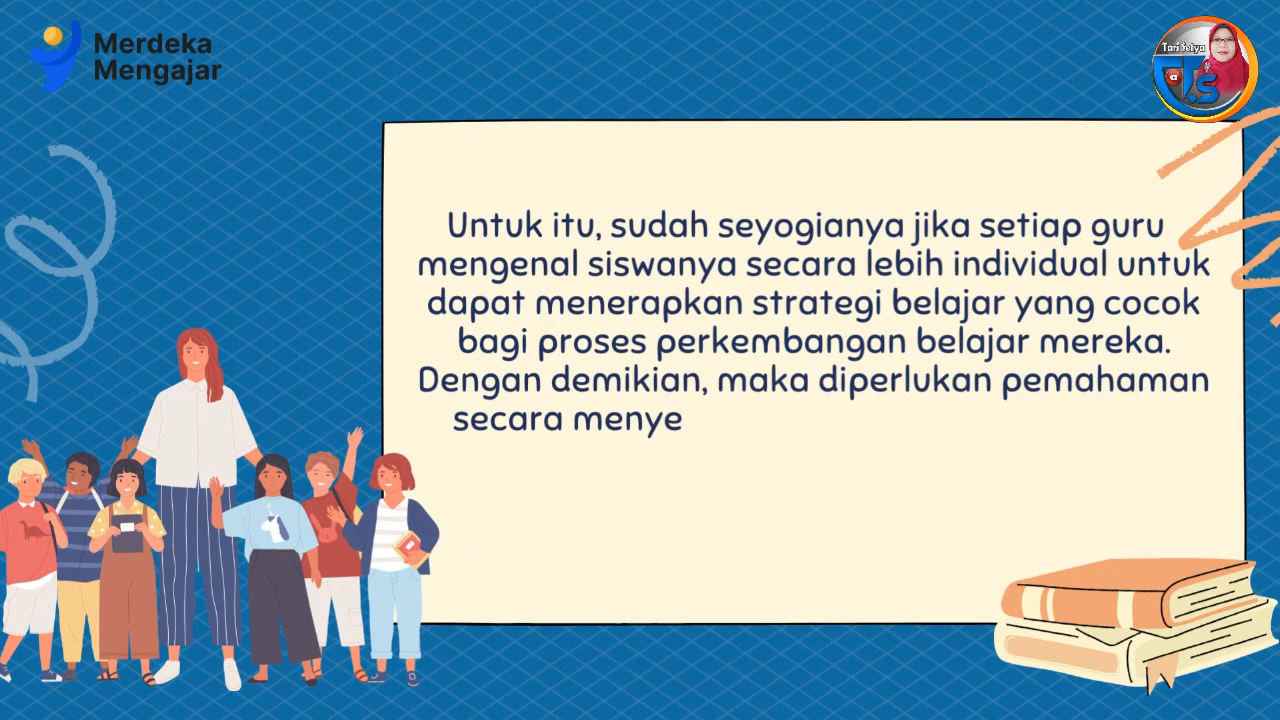 Merdeka
Mengajar
Tari Setya
T.S
Untuk itu, sudah seyogianya jika setiap guru
mengenal siswanya secara lebih individual untuk
dapat menerapkan strategi belajar yang cocok
bagi proses perkembangan belajar mereka.
Dengan demikian, maka diperlukan pemahaman
secara menye